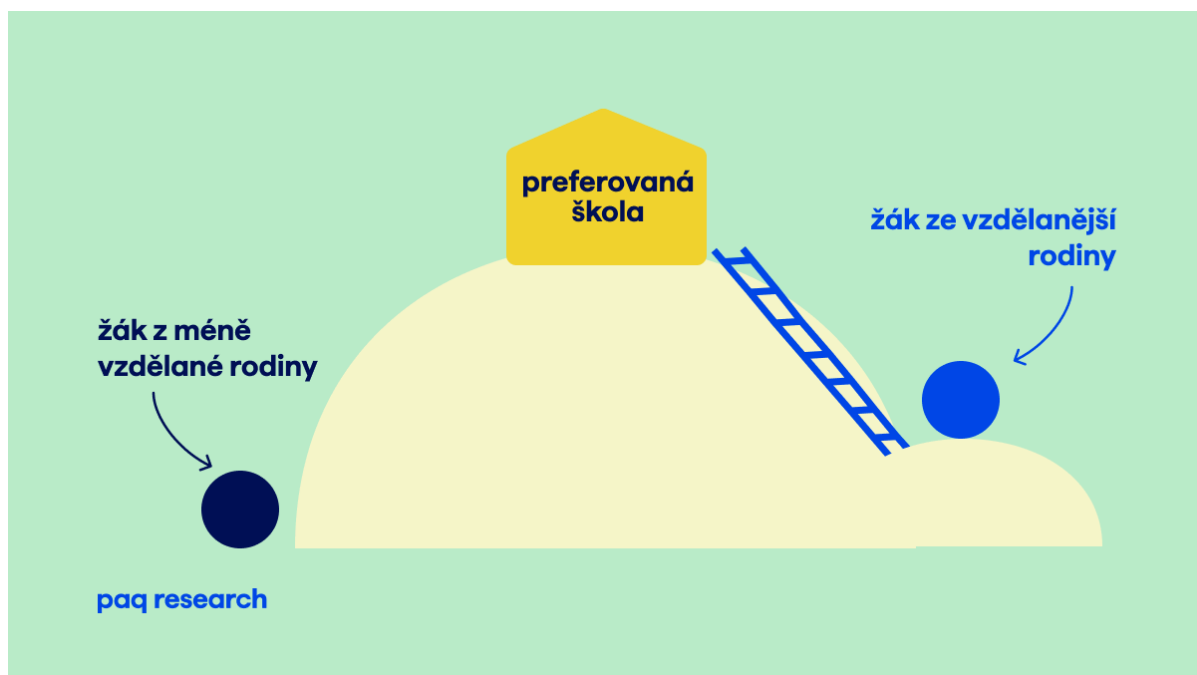 preferovaná
škola
žák ze vzdělanější
rodiny
žák z méně
vzdělané rodiny
paq research